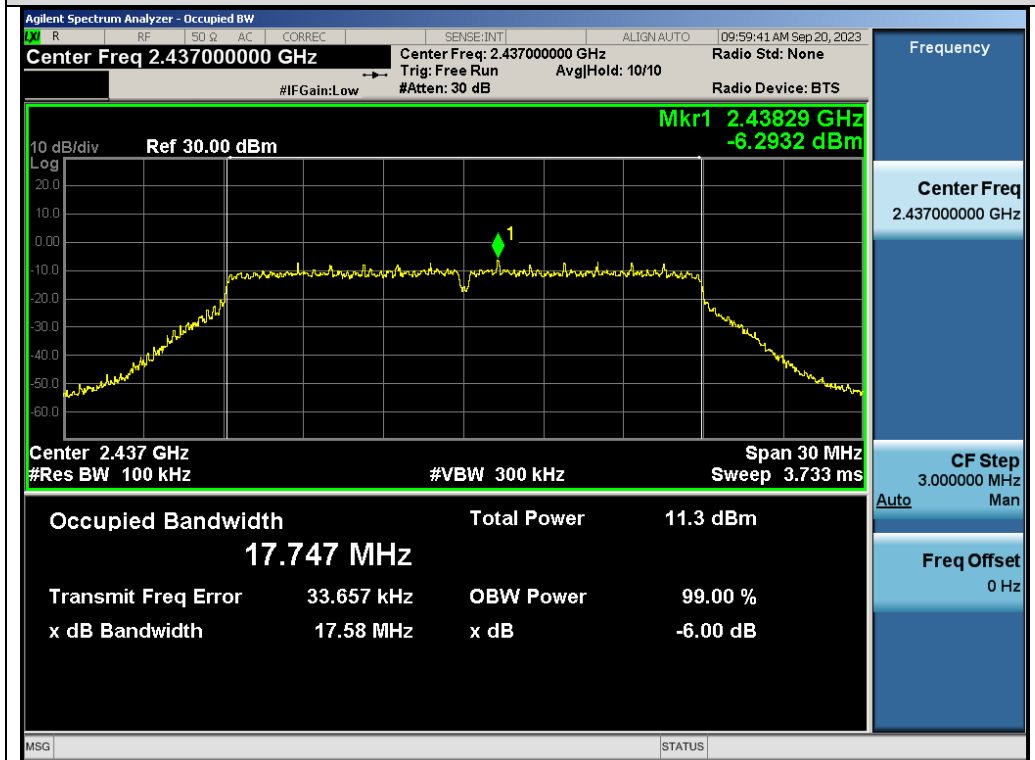 Agilent Spectrum Analyzer - Occupied BW
LXI R RF 50 Ω AC CORREC SENSE:INT ALIGN AUTO 09:59:41 AM Sep 20, 2023
Center Freq 2.437000000 GHz
Center Freq: 2.437000000 GHz Radio Std: None
Trig: Free Run Avg|Hold: 10/10
#IFGain:Low #Atten: 30 dB Radio Device: BTS
Mkr1 2.43829 GHz
10 dB/div Ref 30.00 dBm -6.2932 dBm
Log
20.0
10.0
0.00
1
-10.0
-20.0
-30.0
-40.0
-50.0
-60.0
Center 2.437 GHz Span 30 MHz
#Res BW 100 kHz #VBW 300 kHz Sweep 3.733 ms
Occupied Bandwidth Total Power 11.3 dBm
17.747 MHz
Transmit Freq Error 33.657 kHz OBW Power 99.00 %
x dB Bandwidth 17.58 MHz x dB -6.00 dB
MSG STATUS
Frequency
Center Freq
2.437000000 GHz
CF Step
3.000000 MHz
Auto Man
Freq Offset
0 Hz